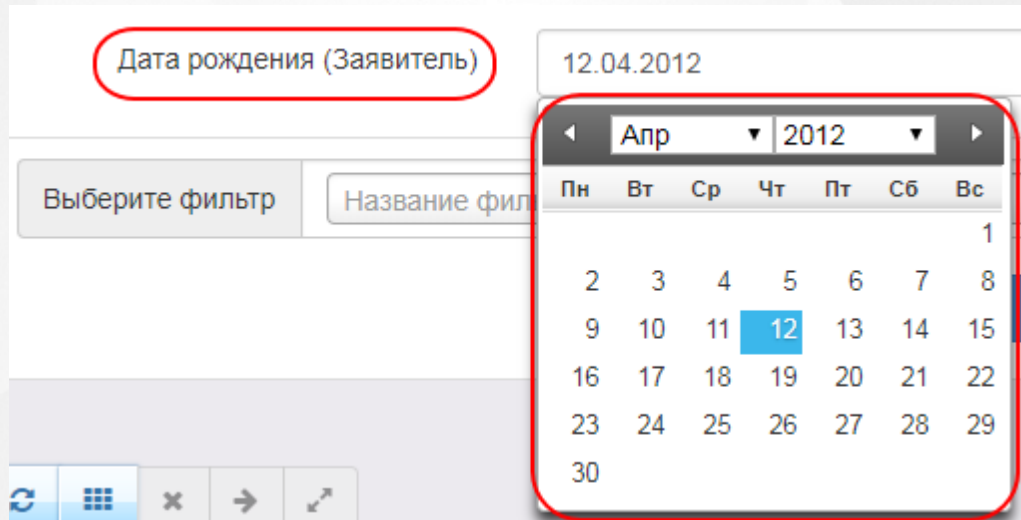 Дата рождения (Заявитель)
12.04.2012
Апр 2012
Пн Вт Ср Чт Пт Сб Вс
1
2 3 4 5 6 7 8
9 10 11 12 13 14 15
16 17 18 19 20 21 22
23 24 25 26 27 28 29
30
Выберите фильтр
Название фил